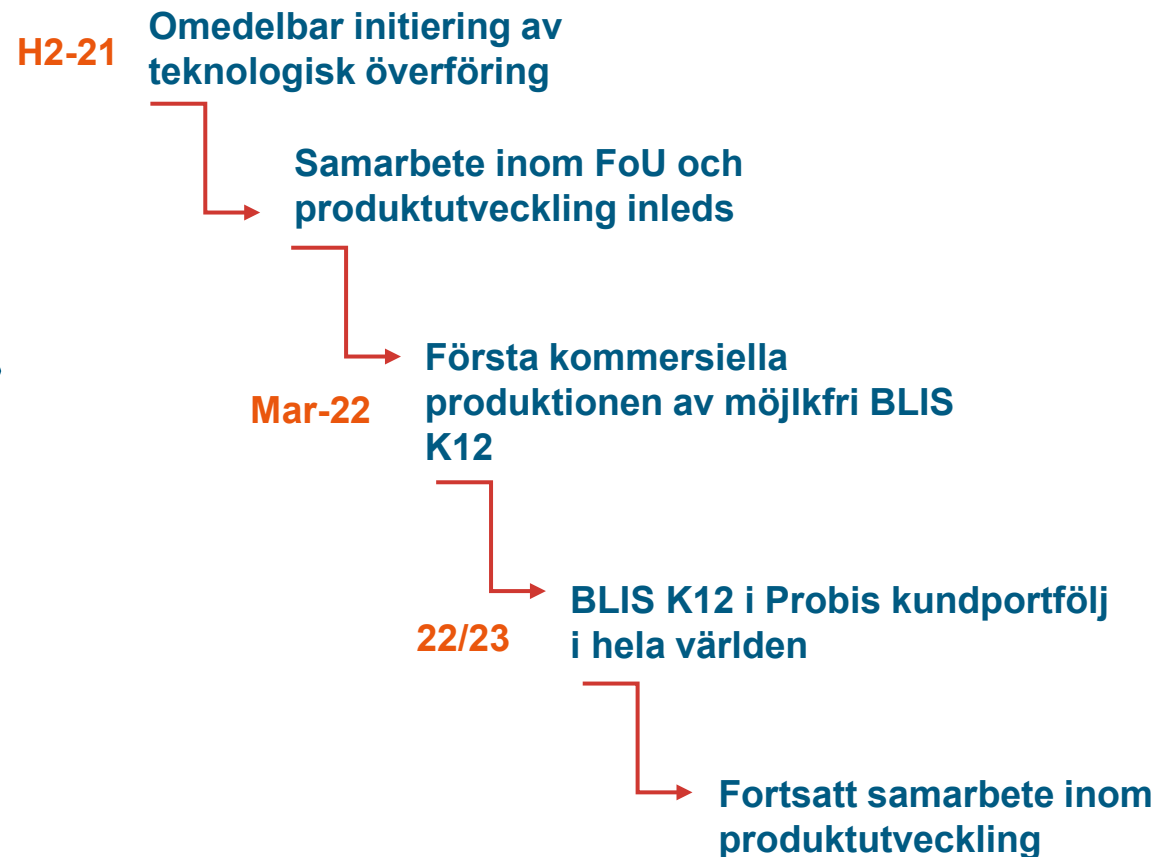 H2-21
Omedelbar initiering av
teknologisk överföring
Samarbete inom FoU och
produktutveckling inleds
Mar-22
Första kommersiella
produktionen av möjlkfri BLIS
K12
22/23
BLIS K12 i Probis kundportfölj
i hela världen
Fortsatt samarbete inom
produktutveckling